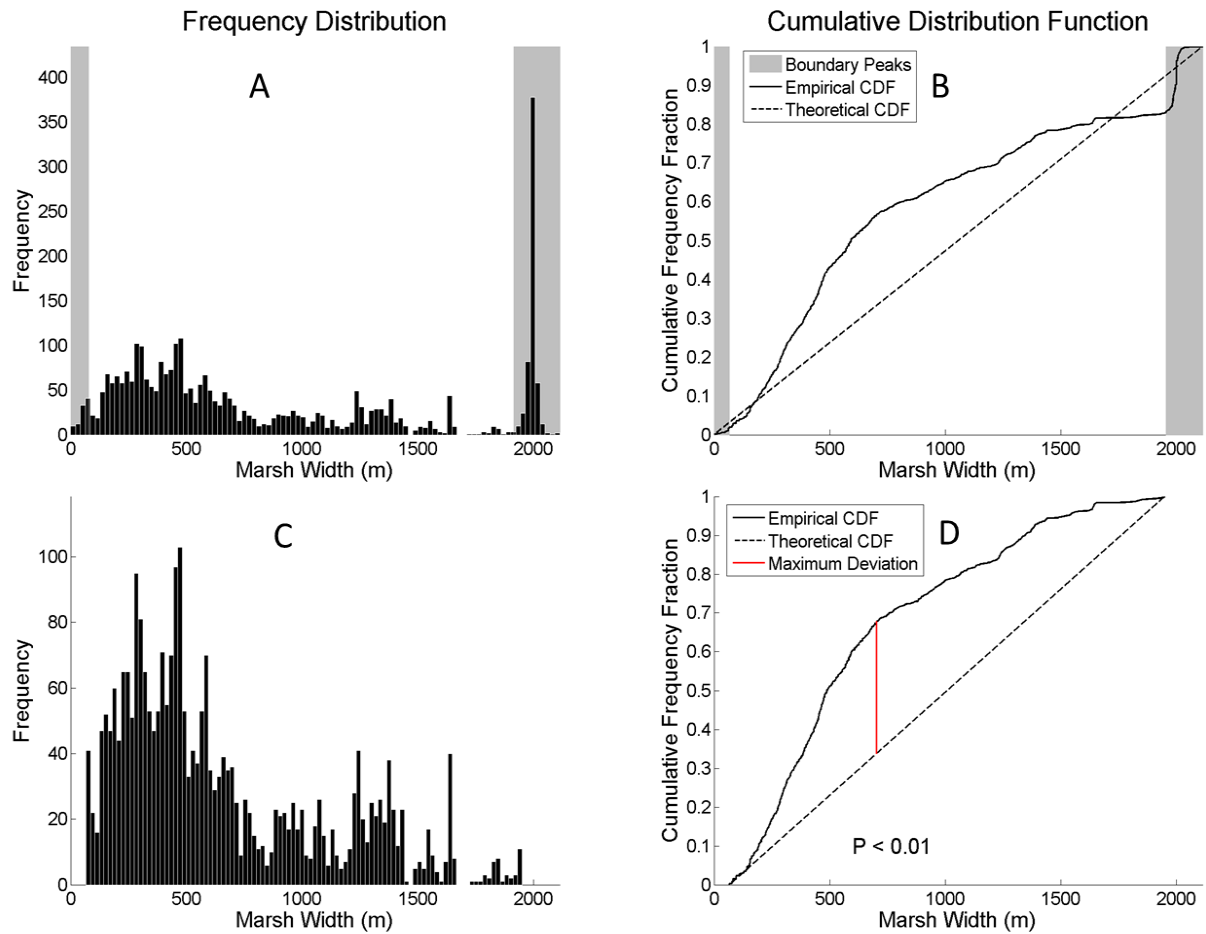 Frequency Distribution
A
400
350
300
250
200
150
100
50
0
Frequency
0 500 1000 1500 2000
Marsh Width (m)
Cumulative Distribution Function
Boundary Peaks
Empirical CDF
Theoretical CDF
B
1
0.9
0.8
0.7
0.6
0.5
0.4
0.3
0.2
0.1
0
Cumulative Frequency Fraction
0 500 1000 1500 2000
Marsh Width (m)
C
100
80
60
40
20
0
Frequency
0 500 1000 1500 2000
Marsh Width (m)
Empirical CDF
Theoretical CDF
Maximum Deviation
D
1
0.9
0.8
0.7
0.6
0.5
0.4
0.3
0.2
0.1
0
Cumulative Frequency Fraction
P < 0.01
0 500 1000 1500 2000
Marsh Width (m)